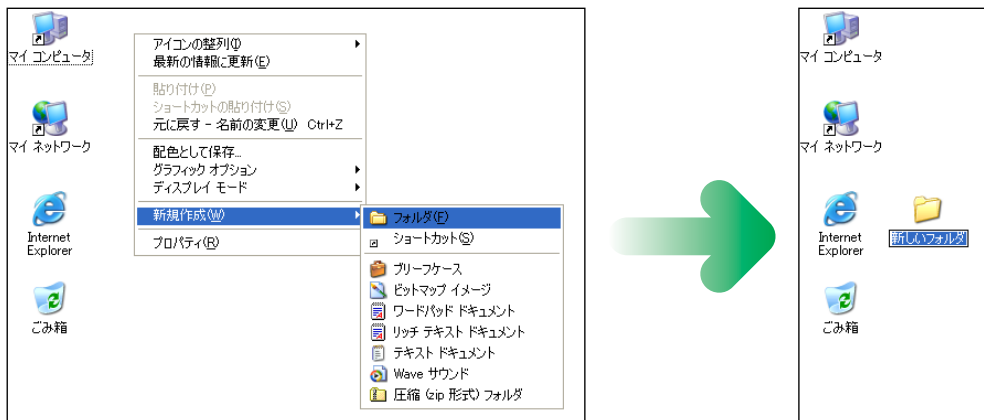 マイ コンピュータ
マイ ネットワーク
Internet
Explorer
ごみ箱
アイコンの整列(I)
最新の情報に更新(E)
貼り付け(P)
ショートカットの貼り付け(S)
元に戻す - 名前の変更(U) Ctrl+Z
配色として保存...
グラフィック オプション
ディスプレイ モード
新規作成(W)
プロパティ(R)
フォルダ(F)
ショートカット(S)
ブリーフケース
ビットマップ イメージ
ワードパッド ドキュメント
リッチ テキスト ドキュメント
テキスト ドキュメント
Wave サウンド
圧縮 (zip 形式) フォルダ
マイ コンピュータ
マイ ネットワーク
Internet
Explorer
新しいフォルダ
ごみ箱